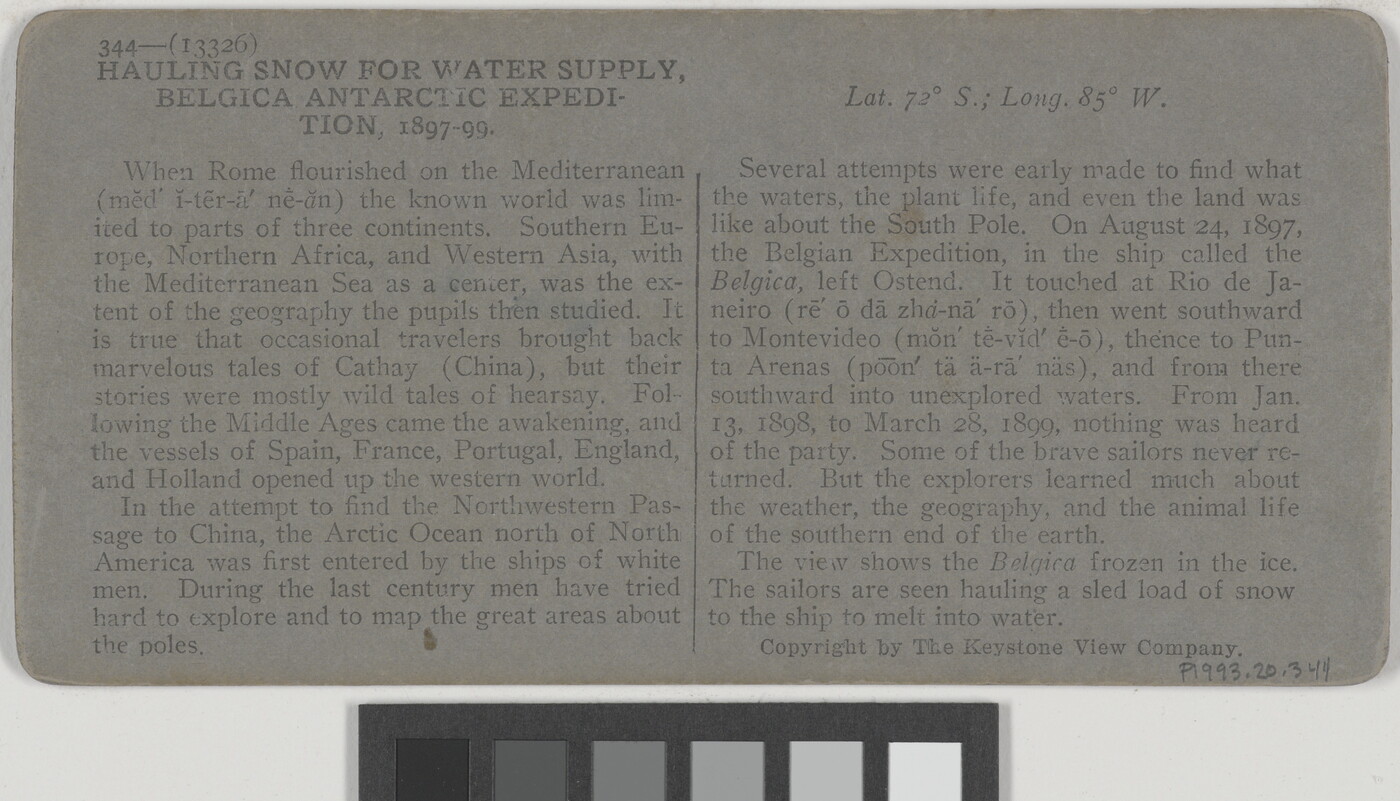 344—(13326)
HAULING SNOW FOR WATER SUPPLY,
BELGICA ANTARCTIC EXPEDI-
TION, 1897-99.
Lat. 72° S.; Long. 85° W.
When Rome flourished on the Mediterranean
(mĕd′ ĭ-tẽr-ā′ nē̇-ăn) the known world was lim-
ited to parts of three continents. Southern Eu-
rope, Northern Africa, and Western Asia, with
the Mediterranean Sea as a center, was the ex-
tent of the geography the pupils then studied. It
is true that occasional travelers brought back
marvelous tales of Cathay (China), but their
stories were mostly wild tales of hearsay. Fol-
lowing the Middle Ages came the awakening, and
the vessels of Spain, France, Portugal, England,
and Holland opened up the western world.
In the attempt to find the Northwestern Pas-
sage to China, the Arctic Ocean north of North
America was first entered by the ships of white
men. During the last century men have tried
hard to explore and to map the great areas about
the poles.
Several attempts were early made to find what
the waters, the plant life, and even the land was
like about the South Pole. On August 24, 1897,
the Belgian Expedition, in the ship called the
Belgica, left Ostend. It touched at Rio de Ja-
neiro (rē′ ō dā zhá-nā′ rō), then went southward
to Montevideo (mŏn′ tē̇-vĭd′ ē̇-ō), thence to Pun-
ta Arenas (po͞on′ tä ä-rā′ näs), and from there
southward into unexplored waters. From Jan.
13, 1898, to March 28, 1899, nothing was heard
of the party. Some of the brave sailors never re-
turned. But the explorers learned much about
the weather, the geography, and the animal life
of the southern end of the earth.
The view shows the Belgica frozen in the ice.
The sailors are seen hauling a sled load of snow
to the ship to melt into water.
Copyright by The Keystone View Company.
P1993.20.344